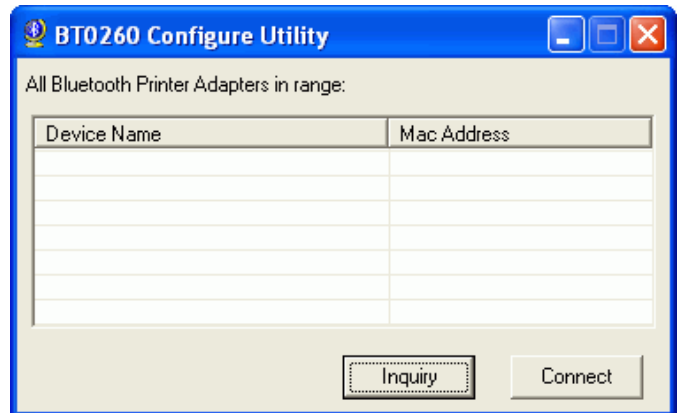 BT0260 Configure Utility
All Bluetooth Printer Adapters in range:
Device Name Mac Address
Inquiry Connect